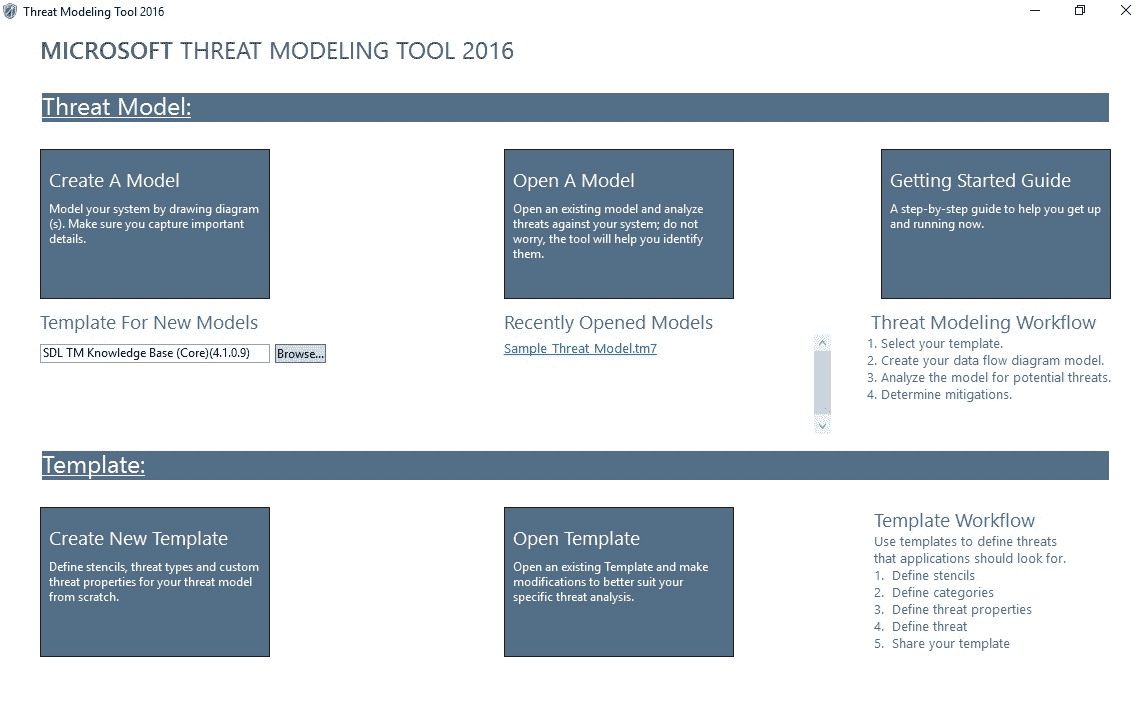 Threat Modeling Tool 2016
MICROSOFT THREAT MODELING TOOL 2016
Threat Model:
Create A Model
Model your system by drawing diagram
(s). Make sure you capture important
details.
Open A Model
Open an existing model and analyze
threats against your system; do not
worry, the tool will help you identify
them.
Getting Started Guide
A step-by-step guide to help you get up
and running now.
Template For New Models
SDL TM Knowledge Base (Core)(4.1.0.9)
Browse...
Recently Opened Models
Sample Threat Model.tm7
Threat Modeling Workflow
1. Select your template.
2. Create your data flow diagram model.
3. Analyze the model for potential threats.
4. Determine mitigations.
Template:
Create New Template
Define stencils, threat types and custom
threat properties for your threat model
from scratch.
Open Template
Open an existing Template and make
modifications to better suit your
specific threat analysis.
Template Workflow
Use templates to define threats
that applications should look for.
1. Define stencils
2. Define categories
3. Define threat properties
4. Define threat
5. Share your template